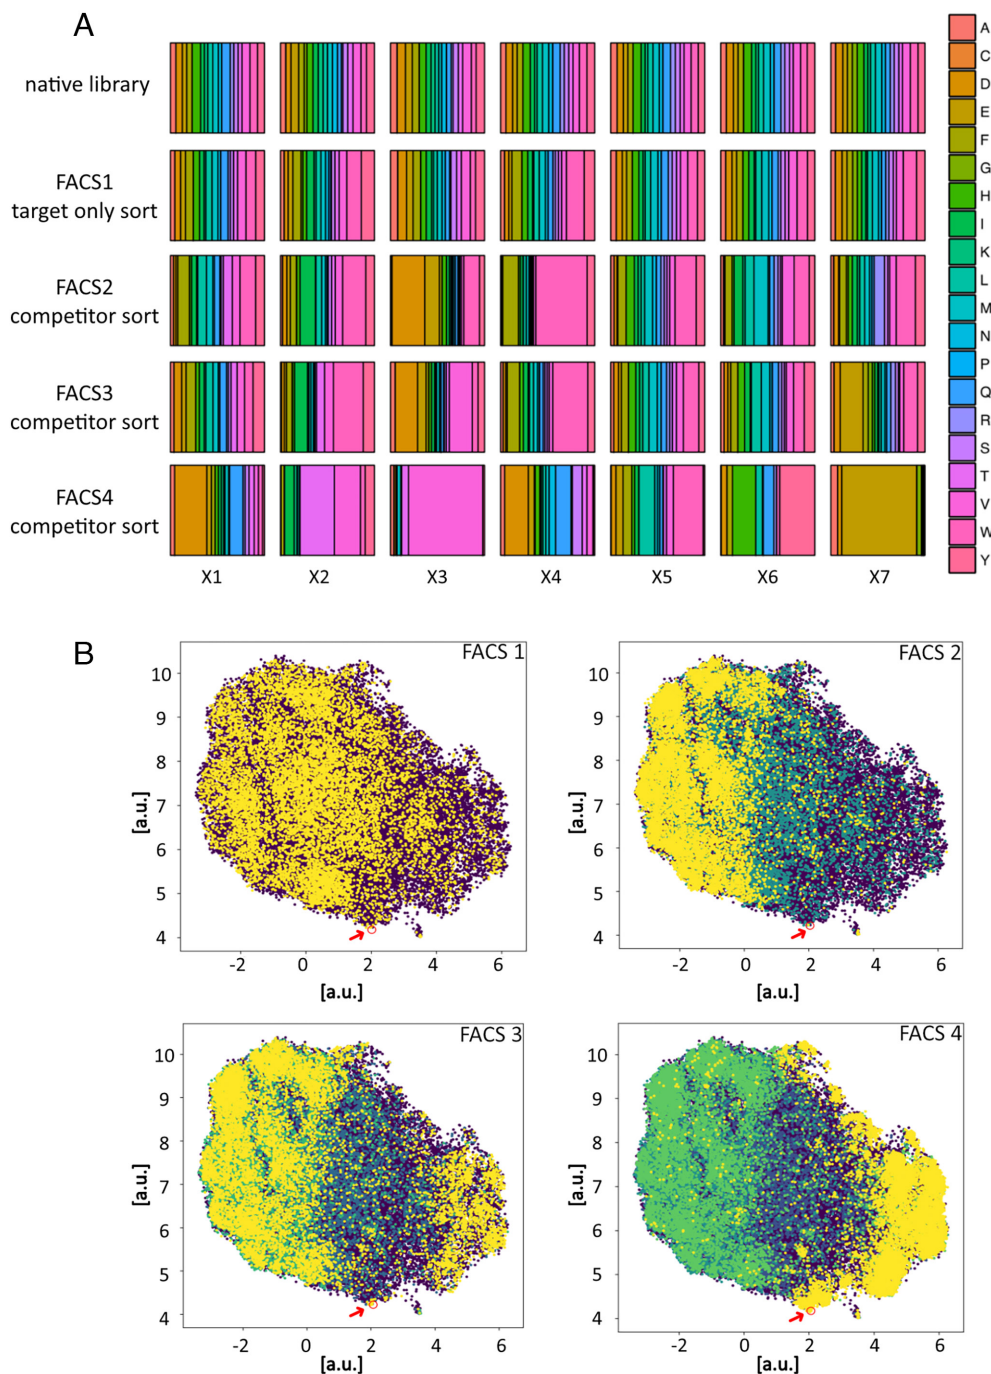 A
native library
FACS1
target only sort
FACS2
competitor sort
FACS3
competitor sort
FACS4
competitor sort
X1 X2 X3 X4 X5 X6 X7
A
C
D
E
F
G
H
I
K
L
M
N
P
Q
R
S
T
V
W
Y
B
FACS 1
10
9
8
7
6
5
4
-2 0 2 4 6
[a.u.]
[a.u.]
FACS 2
10
9
8
7
6
5
4
-2 0 2 4 6
[a.u.]
[a.u.]
FACS 3
10
9
8
7
6
5
4
-2 0 2 4 6
[a.u.]
[a.u.]
FACS 4
10
9
8
7
6
5
4
-2 0 2 4 6
[a.u.]
[a.u.]